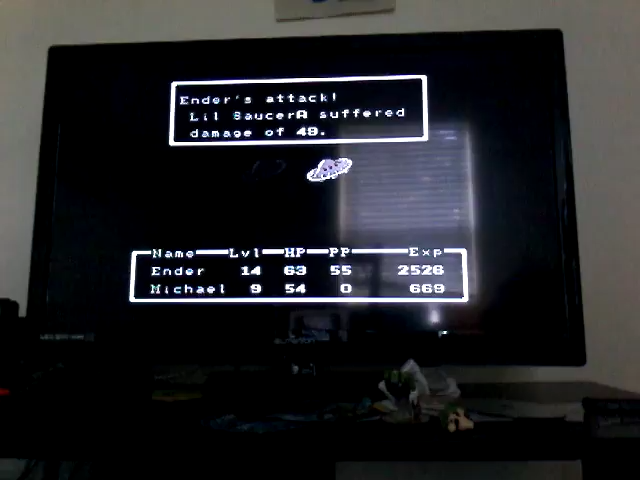 Ender's attack!
Lil SaucerA suffered
damage of 49.
Name Lvl HP PP Exp
Ender 14 63 55 2526
Michael 9 54 0 669